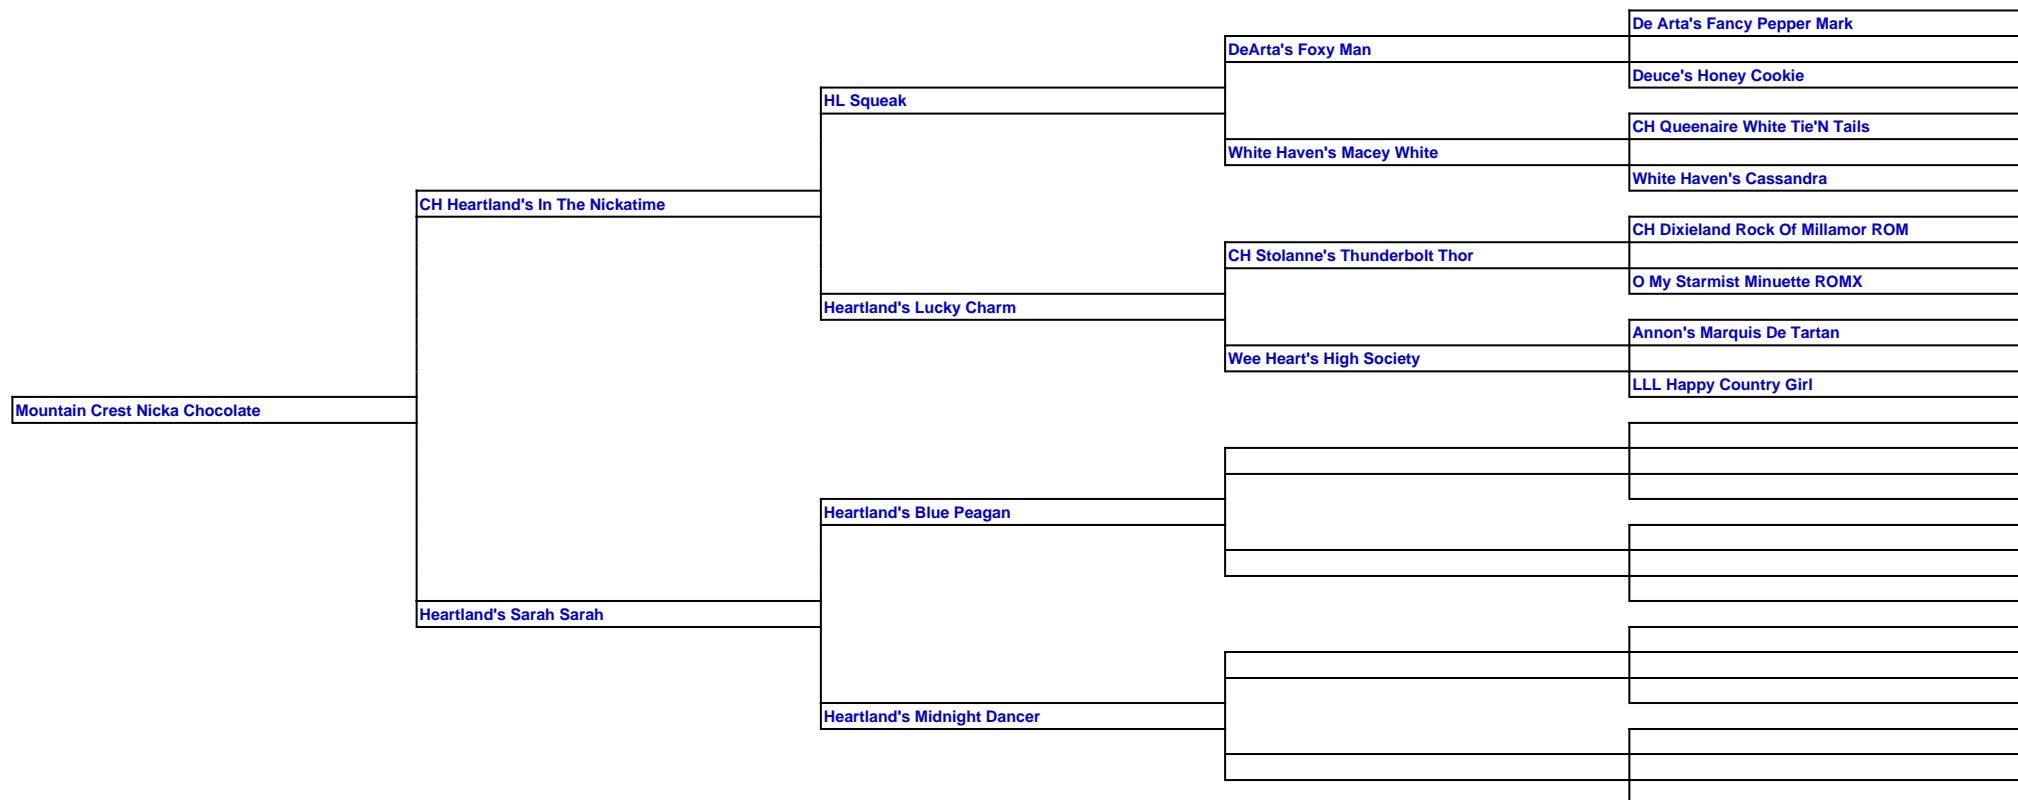 De Arta's Fancy Pepper Mark
DeArta's Foxy Man
Deuce's Honey Cookie
HL Squeak
CH Queenaire White Tie'N Tails
White Haven's Macey White
White Haven's Cassandra
CH Heartland's In The Nickatime
CH Dixieland Rock Of Millamor ROM
CH Stolanne's Thunderbolt Thor
O My Starmist Minuette ROMX
Heartland's Lucky Charm
Annon's Marquis De Tartan
Wee Heart's High Society
LLL Happy Country Girl
Mountain Crest Nicka Chocolate
Heartland's Blue Peagan
Heartland's Sarah Sarah
Heartland's Midnight Dancer